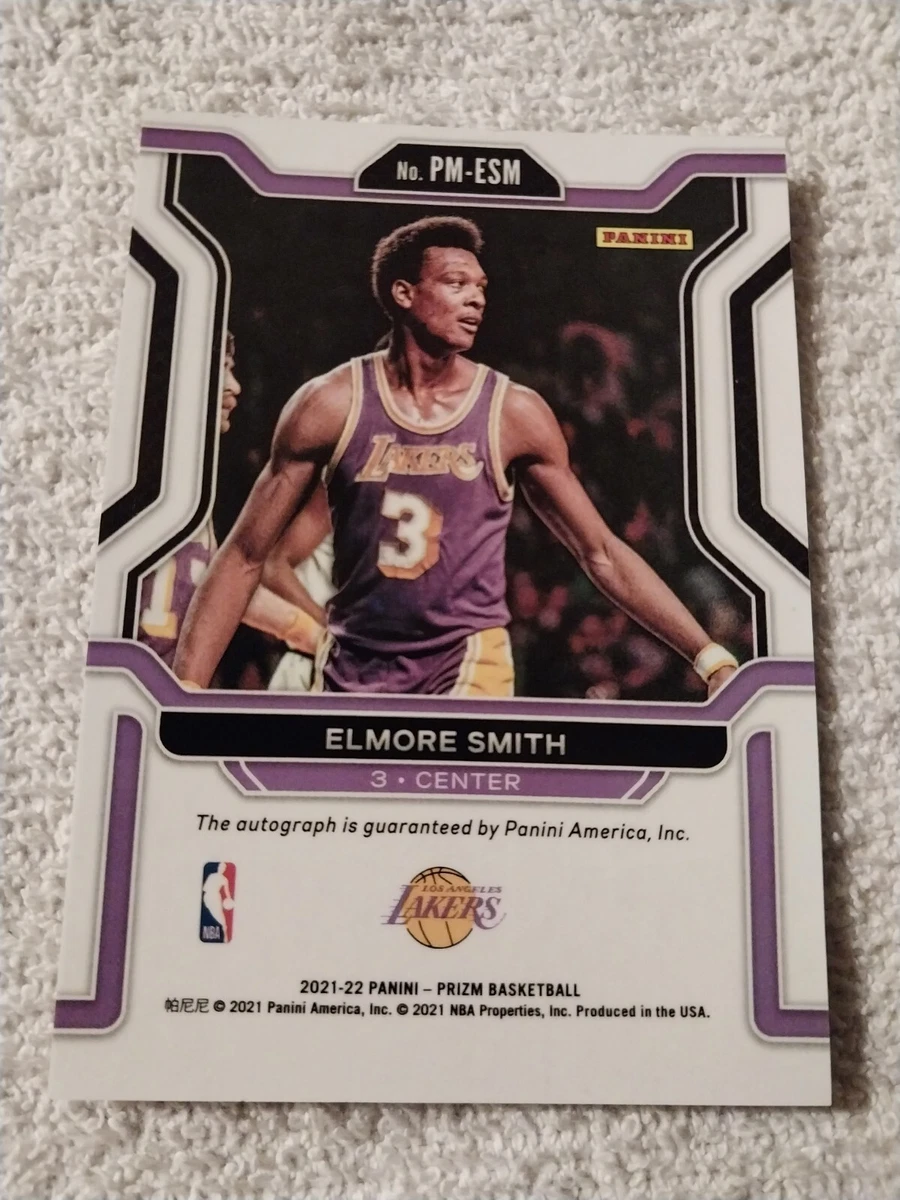 No. PM-ESM
PANINI
LAKERS
3
1
ELMORE SMITH
3 • CENTER
The autograph is guaranteed by Panini America, Inc.
NBA
LOS ANGELES
LAKERS
2021-22 PANINI – PRIZM BASKETBALL
帕尼尼 © 2021 Panini America, Inc. © 2021 NBA Properties, Inc. Produced in the USA.